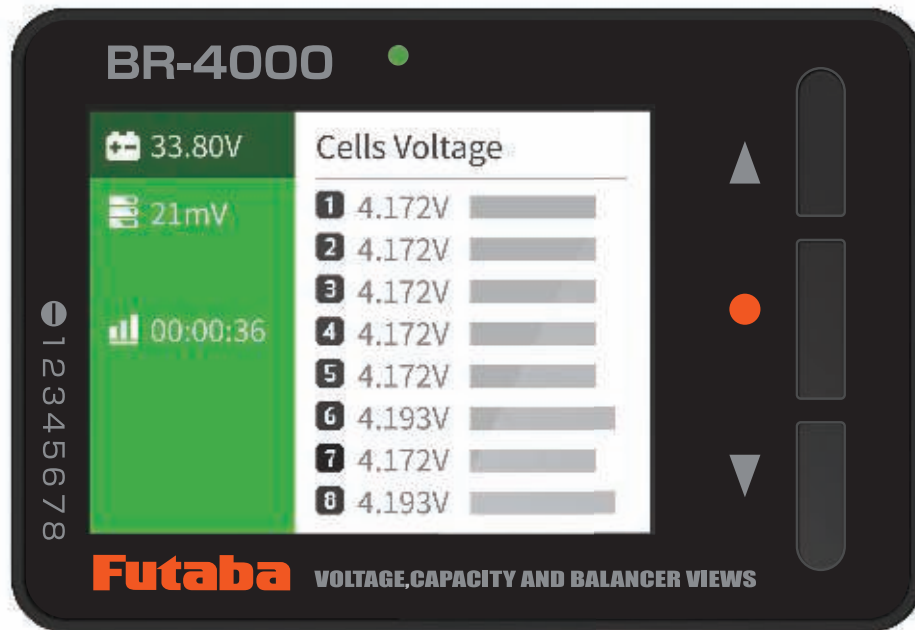 BR-4000
33.80V
21mV
00:00:36
Cells Voltage
1 4.172V
2 4.172V
3 4.172V
4 4.172V
5 4.172V
6 4.193V
7 4.172V
8 4.193V
12345678
Futaba
VOLTAGE,CAPACITY AND BALANCER VIEWS